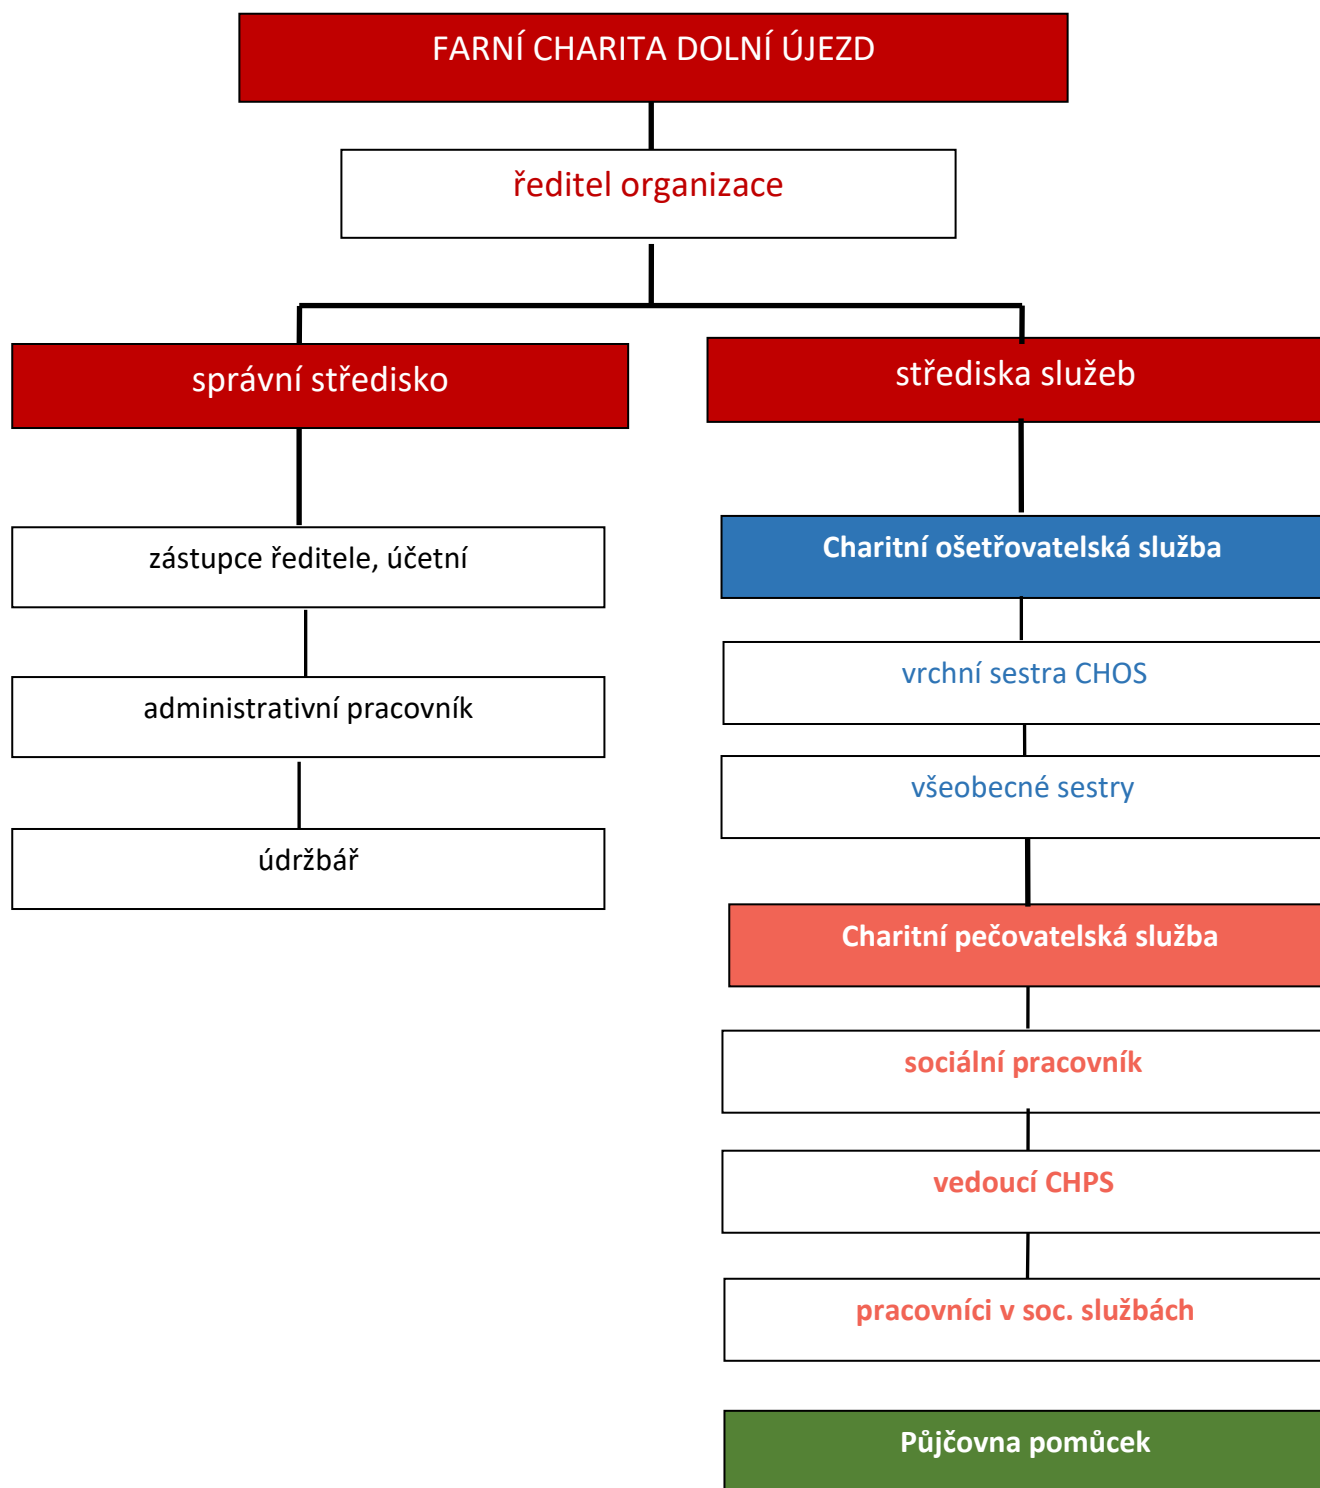 FARNÍ CHARITA DOLNÍ ÚJEZD
ředitel organizace
správní středisko
zástupce ředitele, účetní
administrativní pracovník
údržbář
střediska služeb
Charitní ošetřovatelská služba
vrchní sestra CHOS
všeobecné sestry
Charitní pečovatelská služba
sociální pracovník
vedoucí CHPS
pracovníci v soc. službách
Půjčovna pomůcek